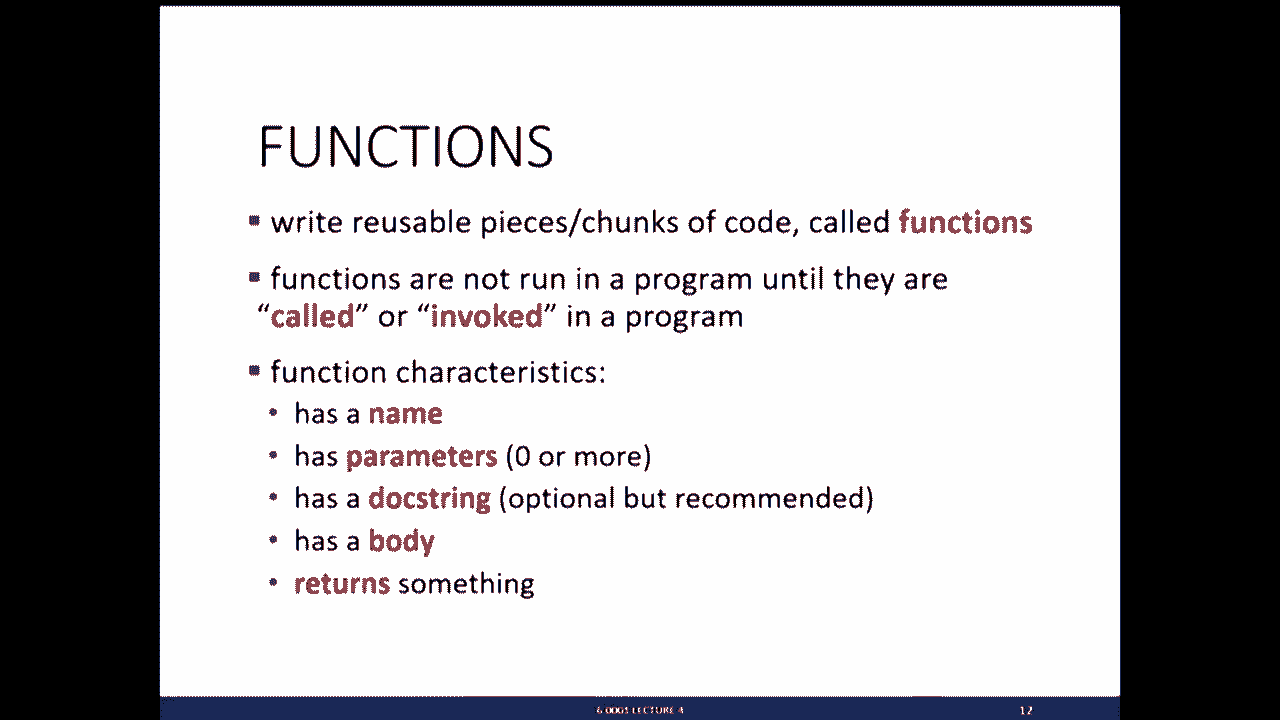 FUNCTIONS
▪ write reusable pieces/chunks of code, called functions
▪ functions are not run in a program until they are
“called” or “invoked” in a program
▪ function characteristics:
• has a name
• has parameters (0 or more)
• has a docstring (optional but recommended)
• has a body
• returns something
6.0001 LECTURE 4
12